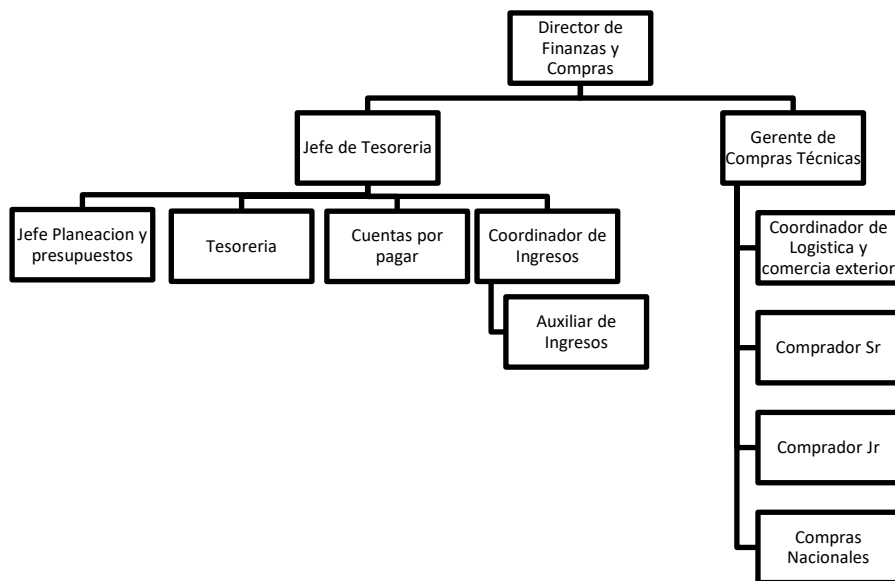 Director de
Finanzas y
Compras
Jefe de Tesoreria
Gerente de
Compras Técnicas
Jefe Planeacion y
presupuestos
Tesoreria
Cuentas por
pagar
Coordinador de
Ingresos
Auxiliar de
Ingresos
Coordinador de
Logistica y
comercia exterior
Comprador Sr
Comprador Jr
Compras
Nacionales